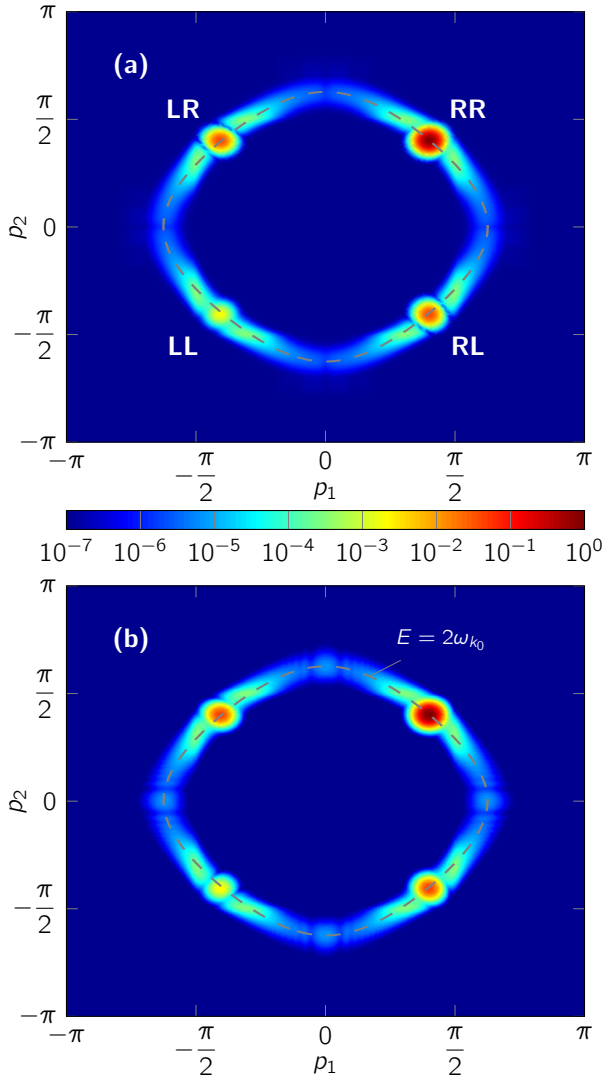 π
(a)
LR RR
π/2
p₂ 0
LL RL
−π/2
−π
−π −π/2 0 π/2 π
p₁
10⁻⁷ 10⁻⁶ 10⁻⁵ 10⁻⁴ 10⁻³ 10⁻² 10⁻¹ 10⁰
π
(b) E = 2ωₖ₀
π/2
p₂ 0
−π/2
−π
−π −π/2 0 π/2 π
p₁